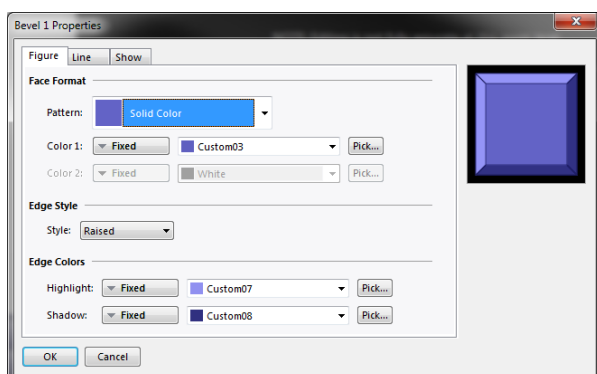 Bevel 1 Properties
Figure Line Show
Face Format
Pattern: Solid Color
Color 1: Fixed Custom03 Pick...
Color 2: Fixed White Pick...
Edge Style
Style: Raised
Edge Colors
Highlight: Fixed Custom07 Pick...
Shadow: Fixed Custom08 Pick...
OK Cancel